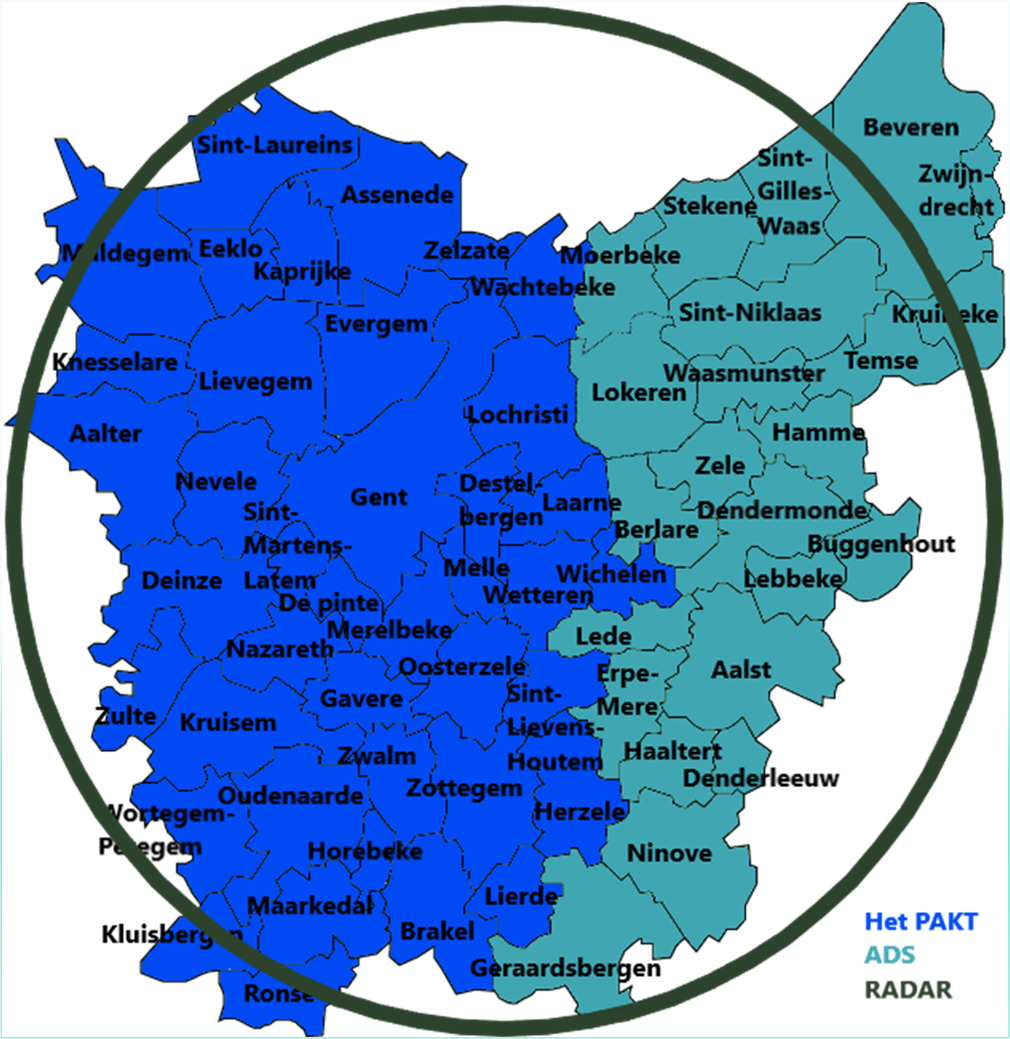 Beveren
Sint-Laureins
Sint-
Gilles-
Waas
Zwijn-
drecht
Assenede
Stekene
Maldegem
Eeklo
Kaprijke
Zelzate
Wachtebeke
Moerbeke
Evergem
Sint-Niklaas
Kruibeke
Knesselare
Lievegem
Lochristi
Lokeren
Waasmunster
Temse
Aalter
Hamme
Nevele
Gent
Destel-
bergen
Laarne
Zele
Sint-
Martens-
Latem
Berlare
Dendermonde
Buggenhout
Deinze
De pinte
Melle
Wetteren
Wichelen
Lebbeke
Merelbeke
Nazareth
Oosterzele
Lede
Gavere
Sint-
Lievens-
Houtem
Erpe-
Mere
Aalst
Zulte
Kruisem
Zwalm
Haaltert
Denderleeuw
Oudenaarde
Zottegem
Herzele
Wortegem-
Petegem
Horebeke
Ninove
Maarkedal
Lierde
Kluisbergen
Brakel
Geraardsbergen
Ronse
Het PAKT
ADS
RADAR